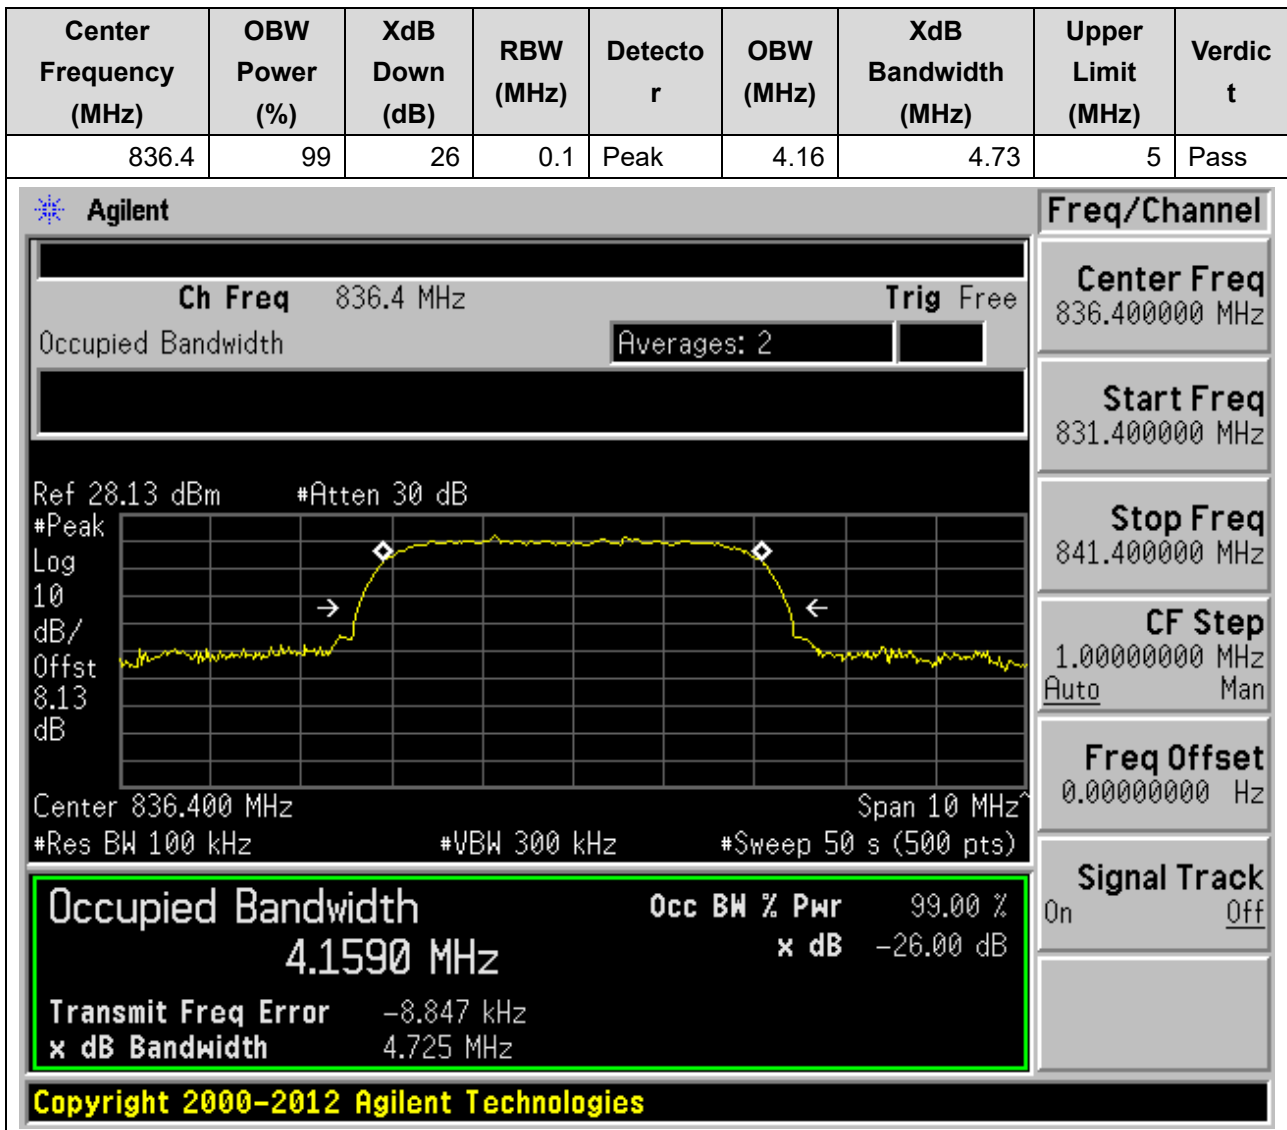 Center Frequency (MHz) OBW Power (%) XdB Down (dB) RBW (MHz) Detecto r OBW (MHz) XdB Bandwidth (MHz) Upper Limit (MHz) Verdic t
836.4 99 26 0.1 Peak 4.16 4.73 5 Pass
Agilent
Ch Freq 836.4 MHz Trig Free
Occupied Bandwidth Averages: 2
Ref 28.13 dBm #Atten 30 dB
#Peak
Log
10
dB/
Offst
8.13
dB
Center 836.400 MHz Span 10 MHz^
#Res BW 100 kHz #VBW 300 kHz #Sweep 50 s (500 pts)
Occupied Bandwidth Occ BW % Pwr 99.00 %
4.1590 MHz x dB -26.00 dB
Transmit Freq Error -8.847 kHz
x dB Bandwidth 4.725 MHz
Copyright 2000-2012 Agilent Technologies
Freq/Channel
Center Freq
836.400000 MHz
Start Freq
831.400000 MHz
Stop Freq
841.400000 MHz
CF Step
1.00000000 MHz
Auto Man
Freq Offset
0.00000000 Hz
Signal Track
On Off